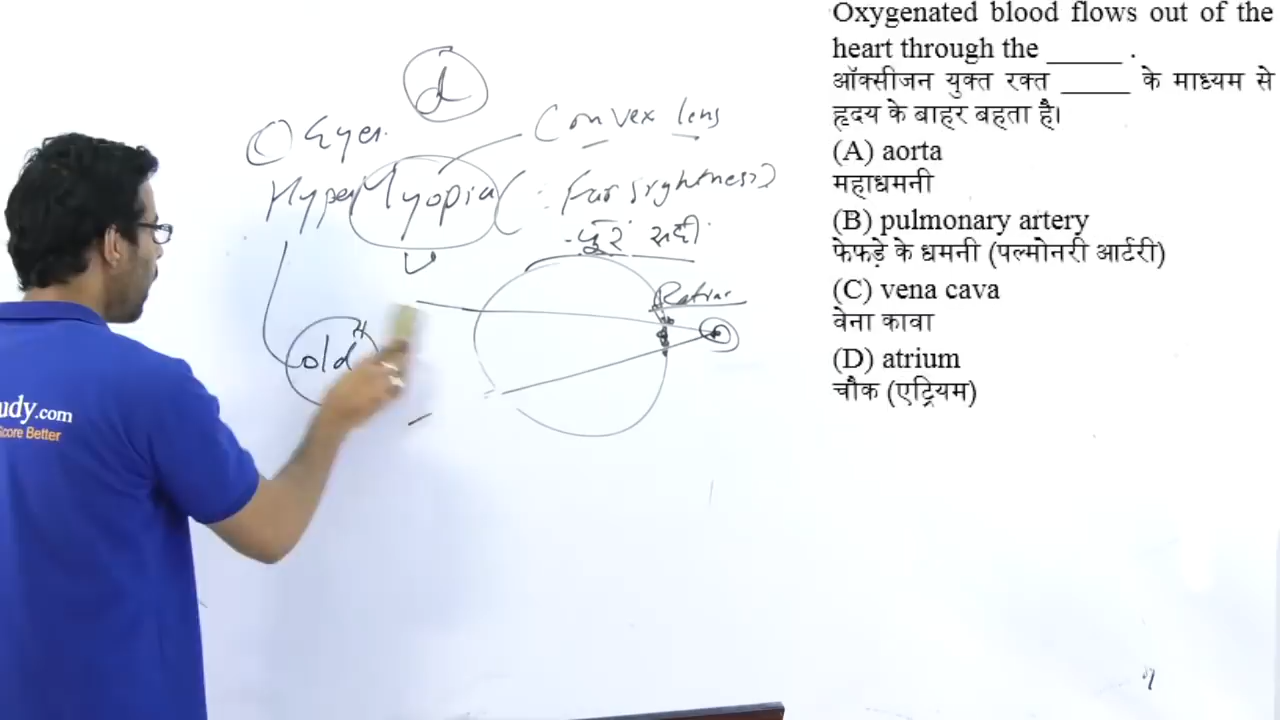 Oxygenated blood flows out of the
heart through the ______ .
ऑक्सीजन युक्त रक्त ______ के माध्यम से
हृदय के बाहर बहता है।
(A) aorta
महाधमनी
(B) pulmonary artery
फेफड़े के धमनी (पल्मोनरी आर्टरी)
(C) vena cava
वेना कावा
(D) atrium
चौक (एट्रियम)
d
Convex lens
(C) Eyes.
Hyper Myopia (: Far sightness)
दूर
old
udy.com
Score Better